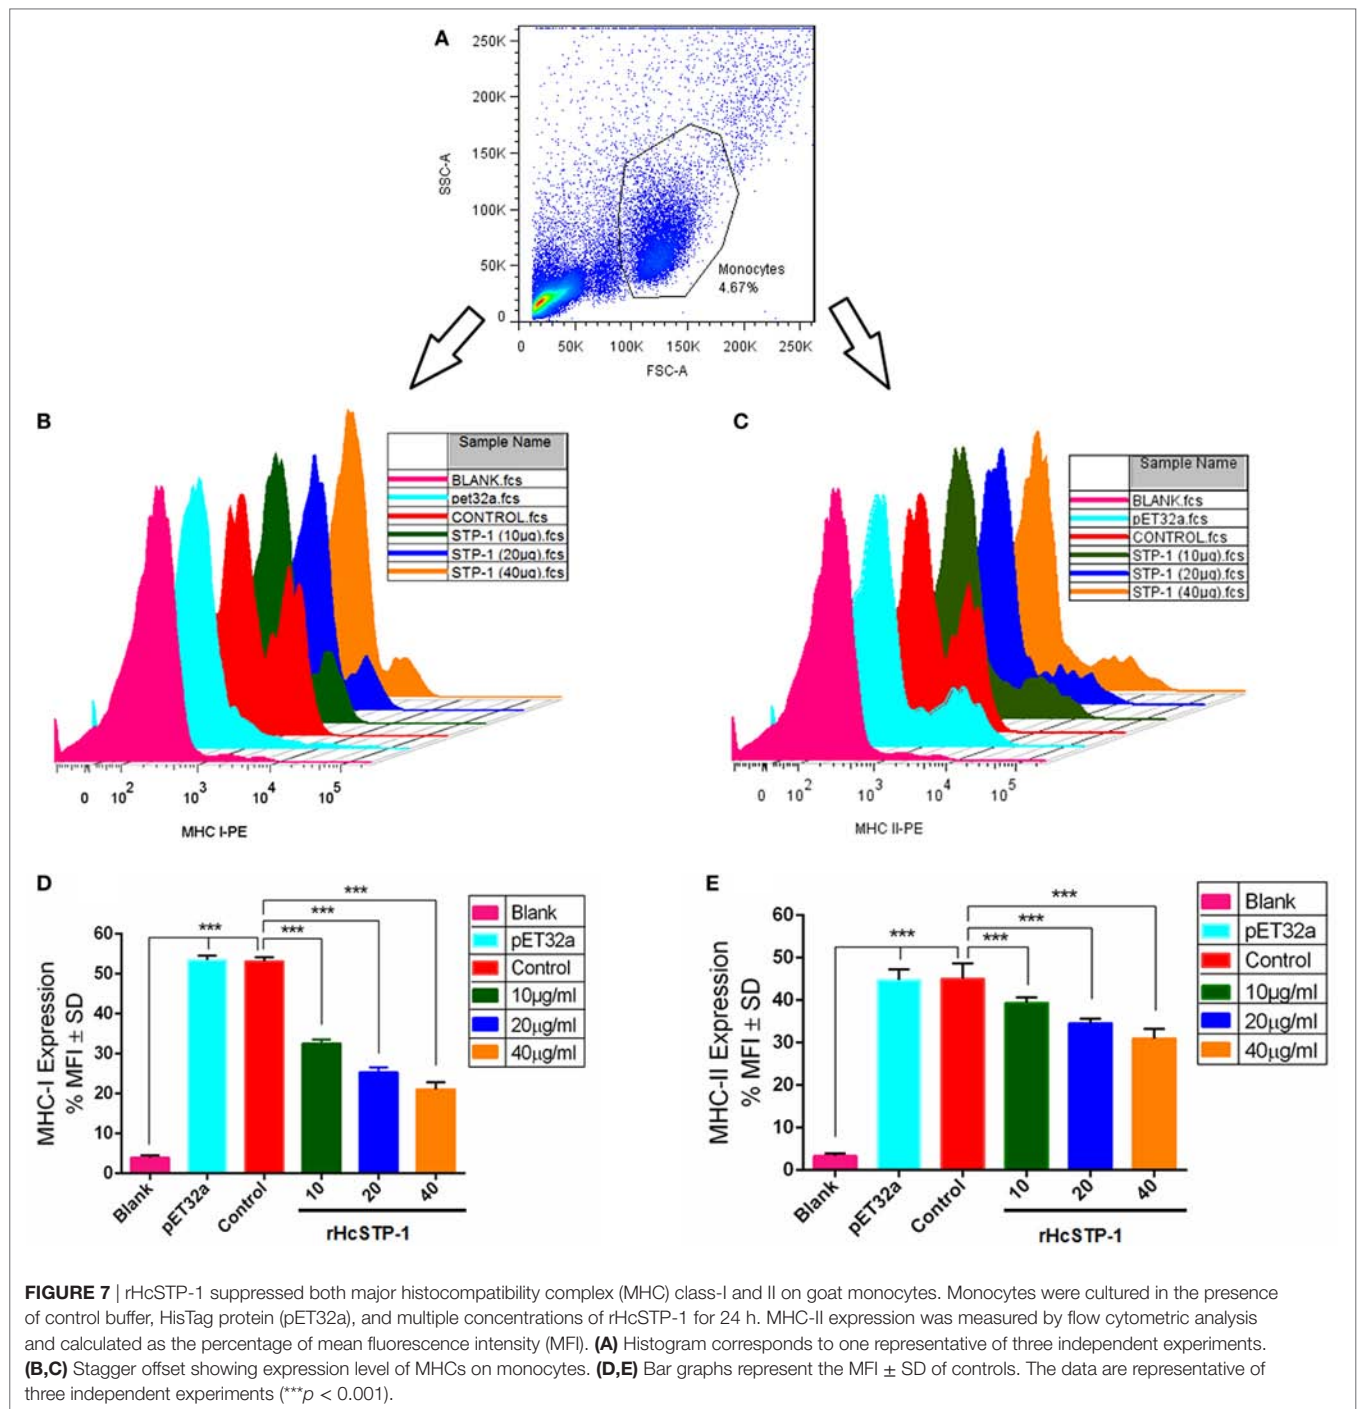 A
250K
200K
150K
100K
50K
0
SSC-A
Monocytes
4.67%
0 50K 100K 150K 200K 250K
FSC-A
B
Sample Name
BLANK.fcs
pet32a.fcs
CONTROL.fcs
STP-1 (10µg).fcs
STP-1 (20µg).fcs
STP-1 (40µg).fcs
0 10² 10³ 10⁴ 10⁵
MHC I-PE
C
Sample Name
BLANK.fcs
pET32a.fcs
CONTROL.fcs
STP-1 (10µg).fcs
STP-1 (20µg).fcs
STP-1 (40µg).fcs
0 10² 10³ 10⁴ 10⁵
MHC II-PE
D
MHC-I Expression
% MFI ± SD
60
50
40
30
20
10
0
***
***
***
***
Blank pET32a Control 10 20 40
rHcSTP-1
Blank
pET32a
Control
10µg/ml
20µg/ml
40µg/ml
E
MHC-II Expression
% MFI ± SD
60
50
40
30
20
10
0
***
***
***
***
Blank pET32a Control 10 20 40
rHcSTP-1
Blank
pET32a
Control
10µg/ml
20µg/ml
40µg/ml
FIGURE 7 | rHcSTP-1 suppressed both major histocompatibility complex (MHC) class-I and II on goat monocytes. Monocytes were cultured in the presence
of control buffer, HisTag protein (pET32a), and multiple concentrations of rHcSTP-1 for 24 h. MHC-II expression was measured by flow cytometric analysis
and calculated as the percentage of mean fluorescence intensity (MFI). (A) Histogram corresponds to one representative of three independent experiments.
(B,C) Stagger offset showing expression level of MHCs on monocytes. (D,E) Bar graphs represent the MFI ± SD of controls. The data are representative of
three independent experiments (***p < 0.001).